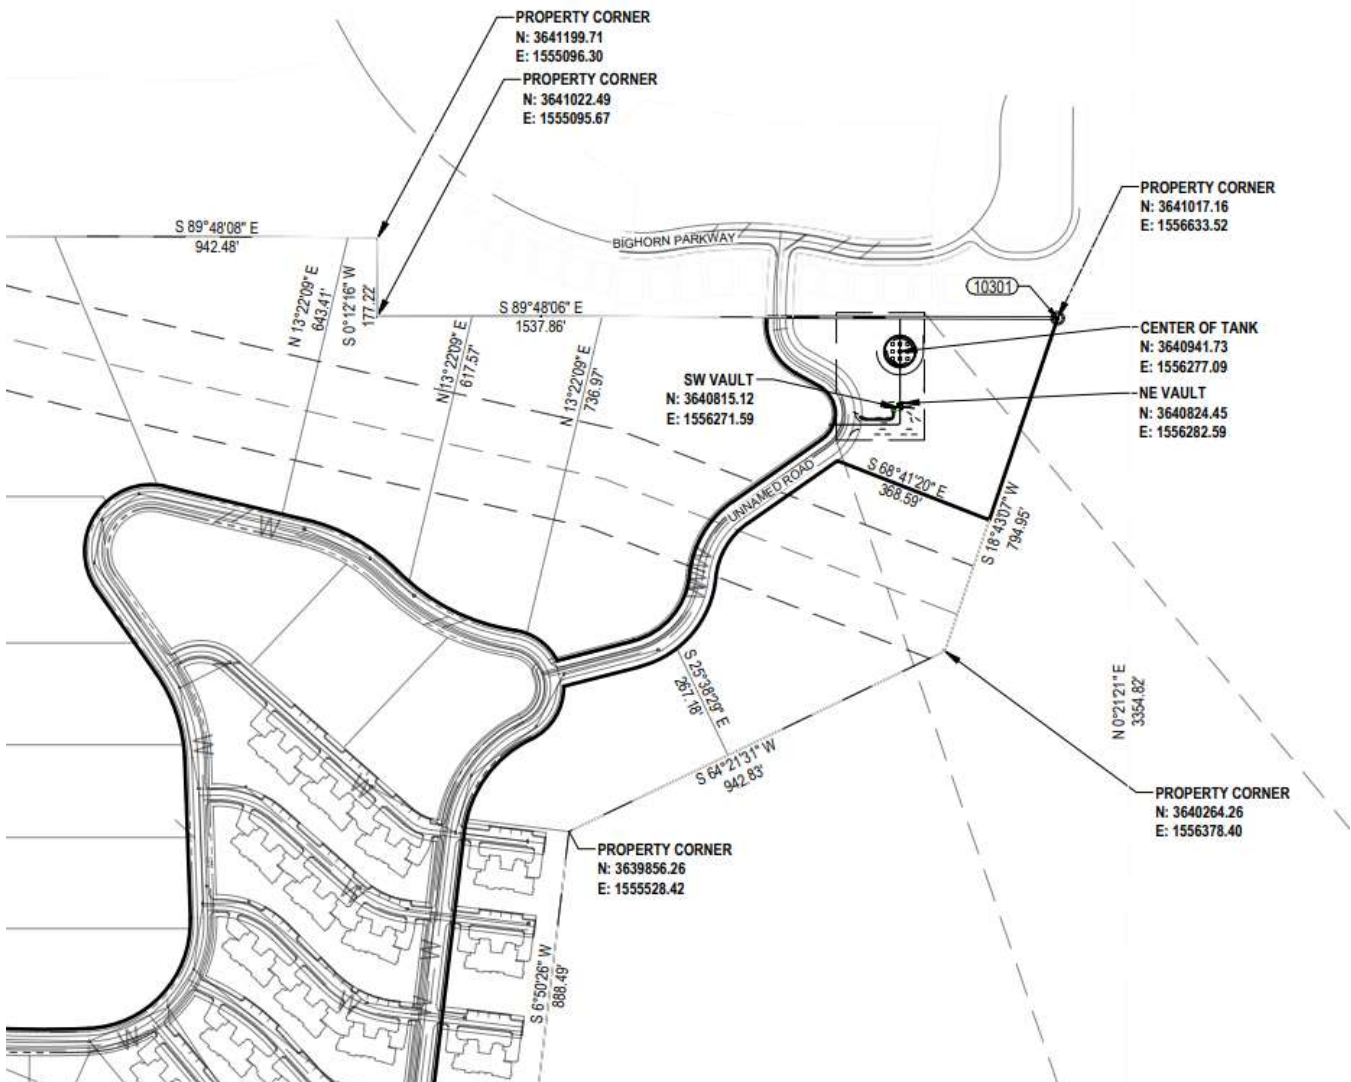 PROPERTY CORNER
N: 3641199.71
E: 1555096.30
PROPERTY CORNER
N: 3641022.49
E: 1555095.67
PROPERTY CORNER
N: 3641017.16
E: 1556633.52
S 89°48'08" E
942.48'
BIGHORN PARKWAY
N 13°22'09" E
643.41'
S 0°12'16" W
177.22'
10301
S 89°48'06" E
1537.86'
N 13°22'09" E
617.57'
N 13°22'09" E
736.97'
CENTER OF TANK
N: 3640941.73
E: 1556277.09
SW VAULT
N: 3640815.12
E: 1556271.59
NE VAULT
N: 3640824.45
E: 1556282.59
UNNAMED ROAD
S 68°41'20" E
368.59'
S 18°43'07" W
794.95'
W
W
W
S 25°38'29" E
267.18'
S 64°21'31" W
942.83'
N 0°21'21" E
3354.82'
PROPERTY CORNER
N: 3640264.26
E: 1556378.40
W
W
PROPERTY CORNER
N: 3639856.26
E: 1555528.42
W
W
W
W
S 6°50'26" W
888.49'
W